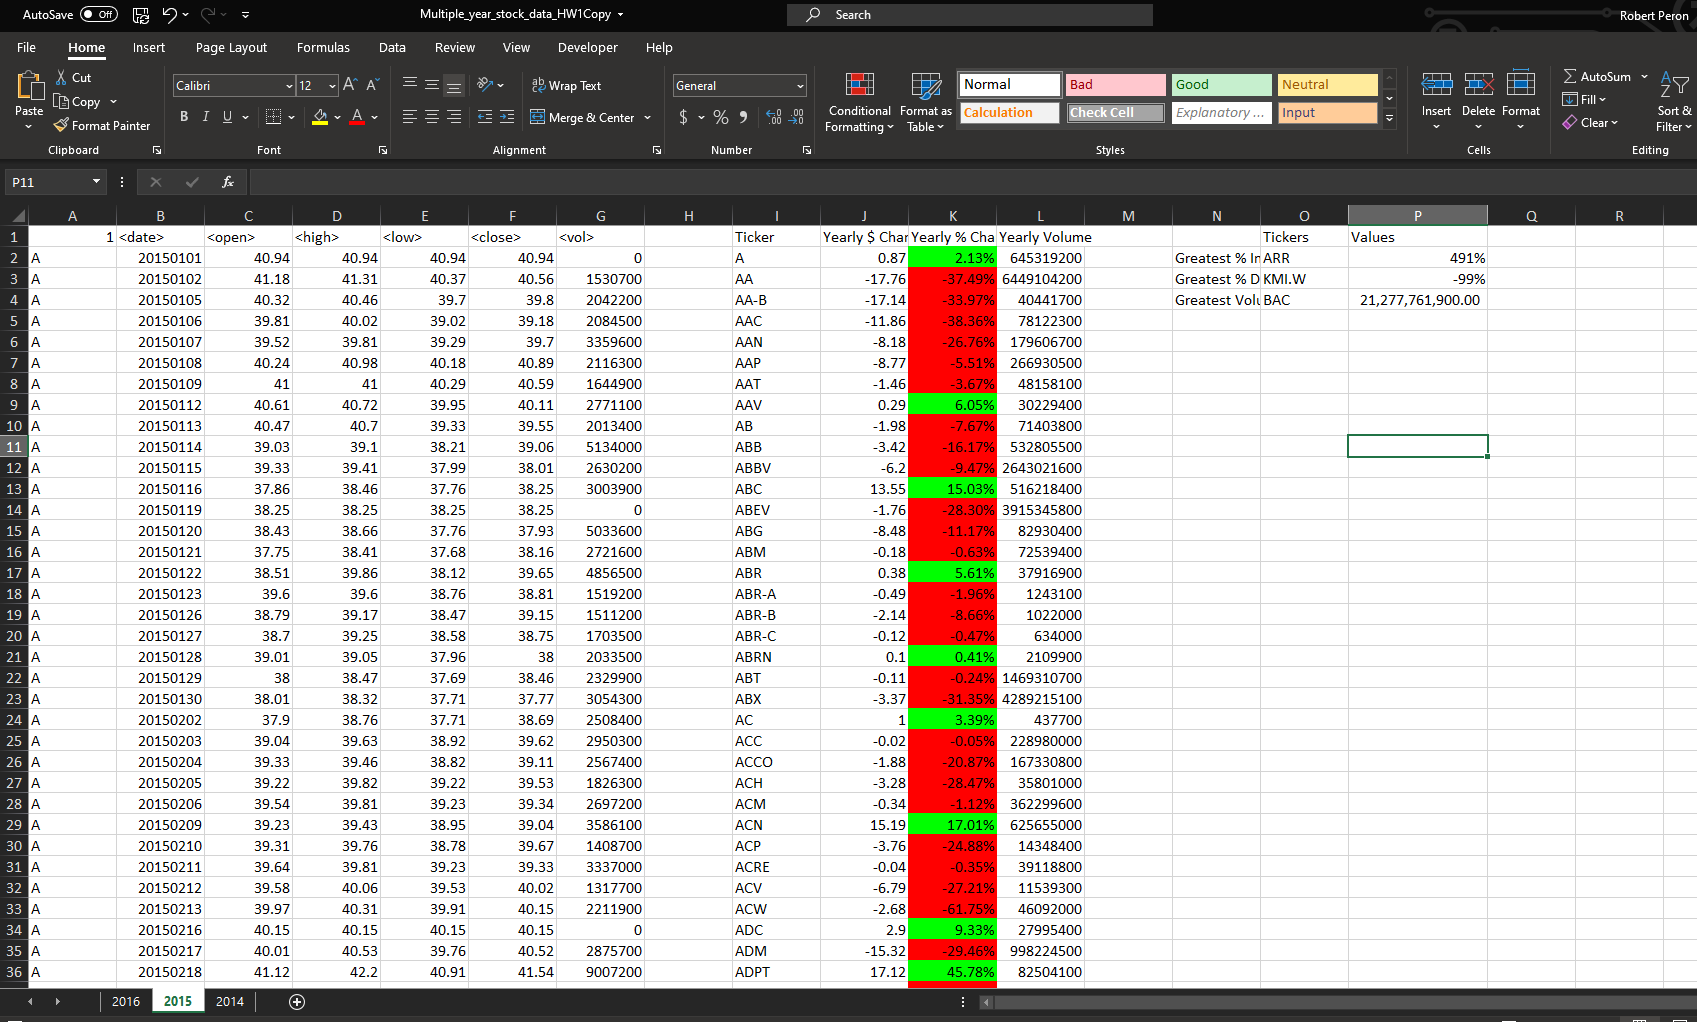 AutoSave Off Multiple_year_stock_data_HW1Copy Search Robert Peron
File Home Insert Page Layout Formulas Data Review View Developer Help
Paste Cut Copy Format Painter Clipboard
Calibri 12 B I U A A A Font
ab Wrap Text Merge & Center Alignment
General $ % 9 Number
Conditional Formatting Format as Table
Normal Bad Good Neutral
Calculation Check Cell Explanatory ... Input
Styles
Insert Delete Format Cells
AutoSum Fill Clear Sort & Filter Editing
P11 fx
A B C D E F G H I J K L M N O P Q R
1 1 <date> <open> <high> <low> <close> <vol> Ticker Yearly $ Char Yearly % Cha Yearly Volume Tickers Values
2 A 20150101 40.94 40.94 40.94 40.94 0 A 0.87 2.13% 645319200 Greatest % In ARR 491%
3 A 20150102 41.18 41.31 40.37 40.56 1530700 AA -17.76 -37.49% 6449104200 Greatest % D KMI.W -99%
4 A 20150105 40.32 40.46 39.7 39.8 2042200 AA-B -17.14 -33.97% 40441700 Greatest Volu BAC 21,277,761,900.00
5 A 20150106 39.81 40.02 39.02 39.18 2084500 AAC -11.86 -38.36% 78122300
6 A 20150107 39.52 39.81 39.29 39.7 3359600 AAN -8.18 -26.76% 179606700
7 A 20150108 40.24 40.98 40.18 40.89 2116300 AAP -8.77 -5.51% 266930500
8 A 20150109 41 41 40.29 40.59 1644900 AAT -1.46 -3.67% 48158100
9 A 20150112 40.61 40.72 39.95 40.11 2771100 AAV 0.29 6.05% 30229400
10 A 20150113 40.47 40.7 39.33 39.55 2013400 AB -1.98 -7.67% 71403800
11 A 20150114 39.03 39.1 38.21 39.06 5134000 ABB -3.42 -16.17% 532805500
12 A 20150115 39.33 39.41 37.99 38.01 2630200 ABBV -6.2 -9.47% 2643021600
13 A 20150116 37.86 38.46 37.76 38.25 3003900 ABC 13.55 15.03% 516218400
14 A 20150119 38.25 38.25 38.25 38.25 0 ABEV -1.76 -28.30% 3915345800
15 A 20150120 38.43 38.66 37.76 37.93 5033600 ABG -8.48 -11.17% 82930400
16 A 20150121 37.75 38.41 37.68 38.16 2721600 ABM -0.18 -0.63% 72539400
17 A 20150122 38.51 39.86 38.12 39.65 4856500 ABR 0.38 5.61% 37916900
18 A 20150123 39.6 39.6 38.76 38.81 1519200 ABR-A -0.49 -1.96% 1243100
19 A 20150126 38.79 39.17 38.47 39.15 1511200 ABR-B -2.14 -8.66% 1022000
20 A 20150127 38.7 39.25 38.58 38.75 1703500 ABR-C -0.12 -0.47% 634000
21 A 20150128 39.01 39.05 37.96 38 2033500 ABRN 0.1 0.41% 2109900
22 A 20150129 38 38.47 37.69 38.46 2329900 ABT -0.11 -0.24% 1469310700
23 A 20150130 38.01 38.32 37.71 37.77 3054300 ABX -3.37 -31.35% 4289215100
24 A 20150202 37.9 38.76 37.71 38.69 2508400 AC 1 3.39% 437700
25 A 20150203 39.04 39.63 38.92 39.62 2950300 ACC -0.02 -0.05% 228980000
26 A 20150204 39.33 39.46 38.82 39.11 2567400 ACCO -1.88 -20.87% 167330800
27 A 20150205 39.22 39.82 39.22 39.53 1826300 ACH -3.28 -28.47% 35801000
28 A 20150206 39.54 39.81 39.23 39.34 2697200 ACM -0.34 -1.12% 362299600
29 A 20150209 39.23 39.43 38.95 39.04 3586100 ACN 15.19 17.01% 625655000
30 A 20150210 39.31 39.76 38.78 39.67 1408700 ACP -3.76 -24.88% 14348400
31 A 20150211 39.64 39.81 39.23 39.33 3337000 ACRE -0.04 -0.35% 39118800
32 A 20150212 39.58 40.06 39.53 40.02 1317700 ACV -6.79 -27.21% 11539300
33 A 20150213 39.97 40.31 39.91 40.15 2211900 ACW -2.68 -61.75% 46092000
34 A 20150216 40.15 40.15 40.15 40.15 0 ADC 2.9 9.33% 27995400
35 A 20150217 40.01 40.53 39.76 40.52 2875700 ADM -15.32 -29.46% 998224500
36 A 20150218 41.12 42.2 40.91 41.54 9007200 ADPT 17.12 45.78% 82504100
2016 2015 2014